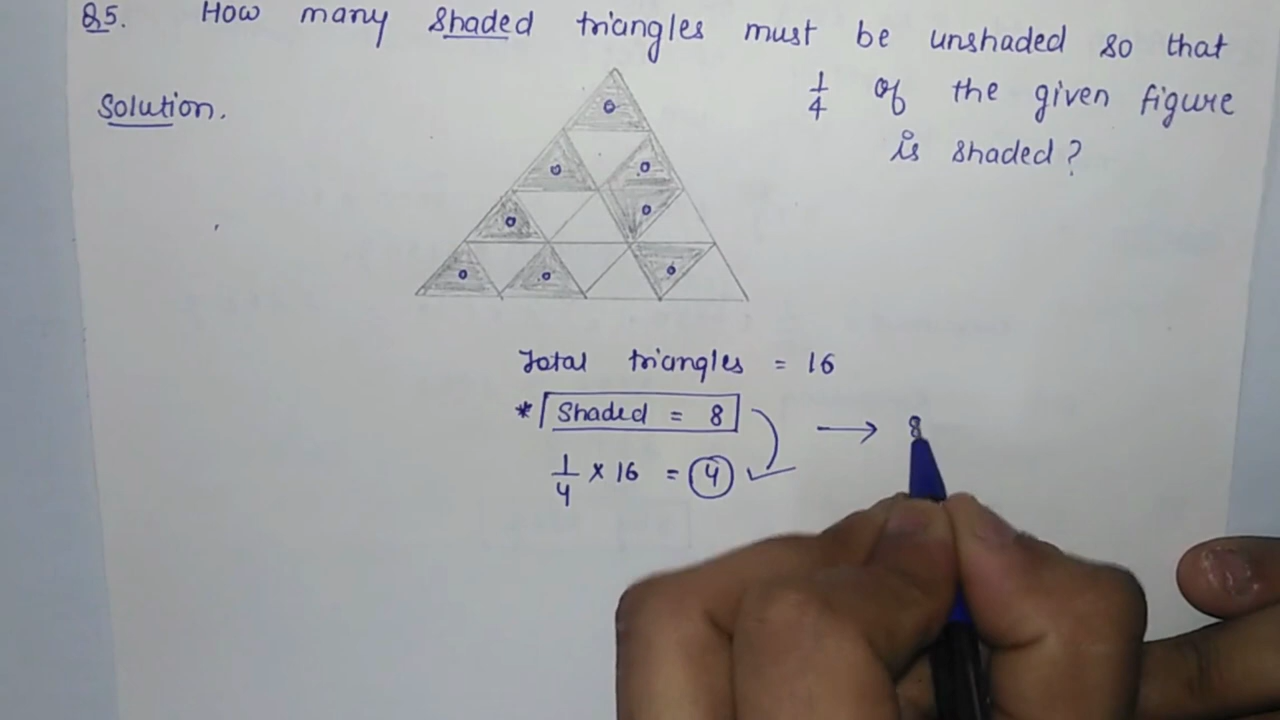 Q5. How many shaded triangles must be unshaded so that
1/4 of the given figure
is shaded?
Solution.
Total triangles = 16
* Shaded = 8 → 8
1/4 × 16 = 4